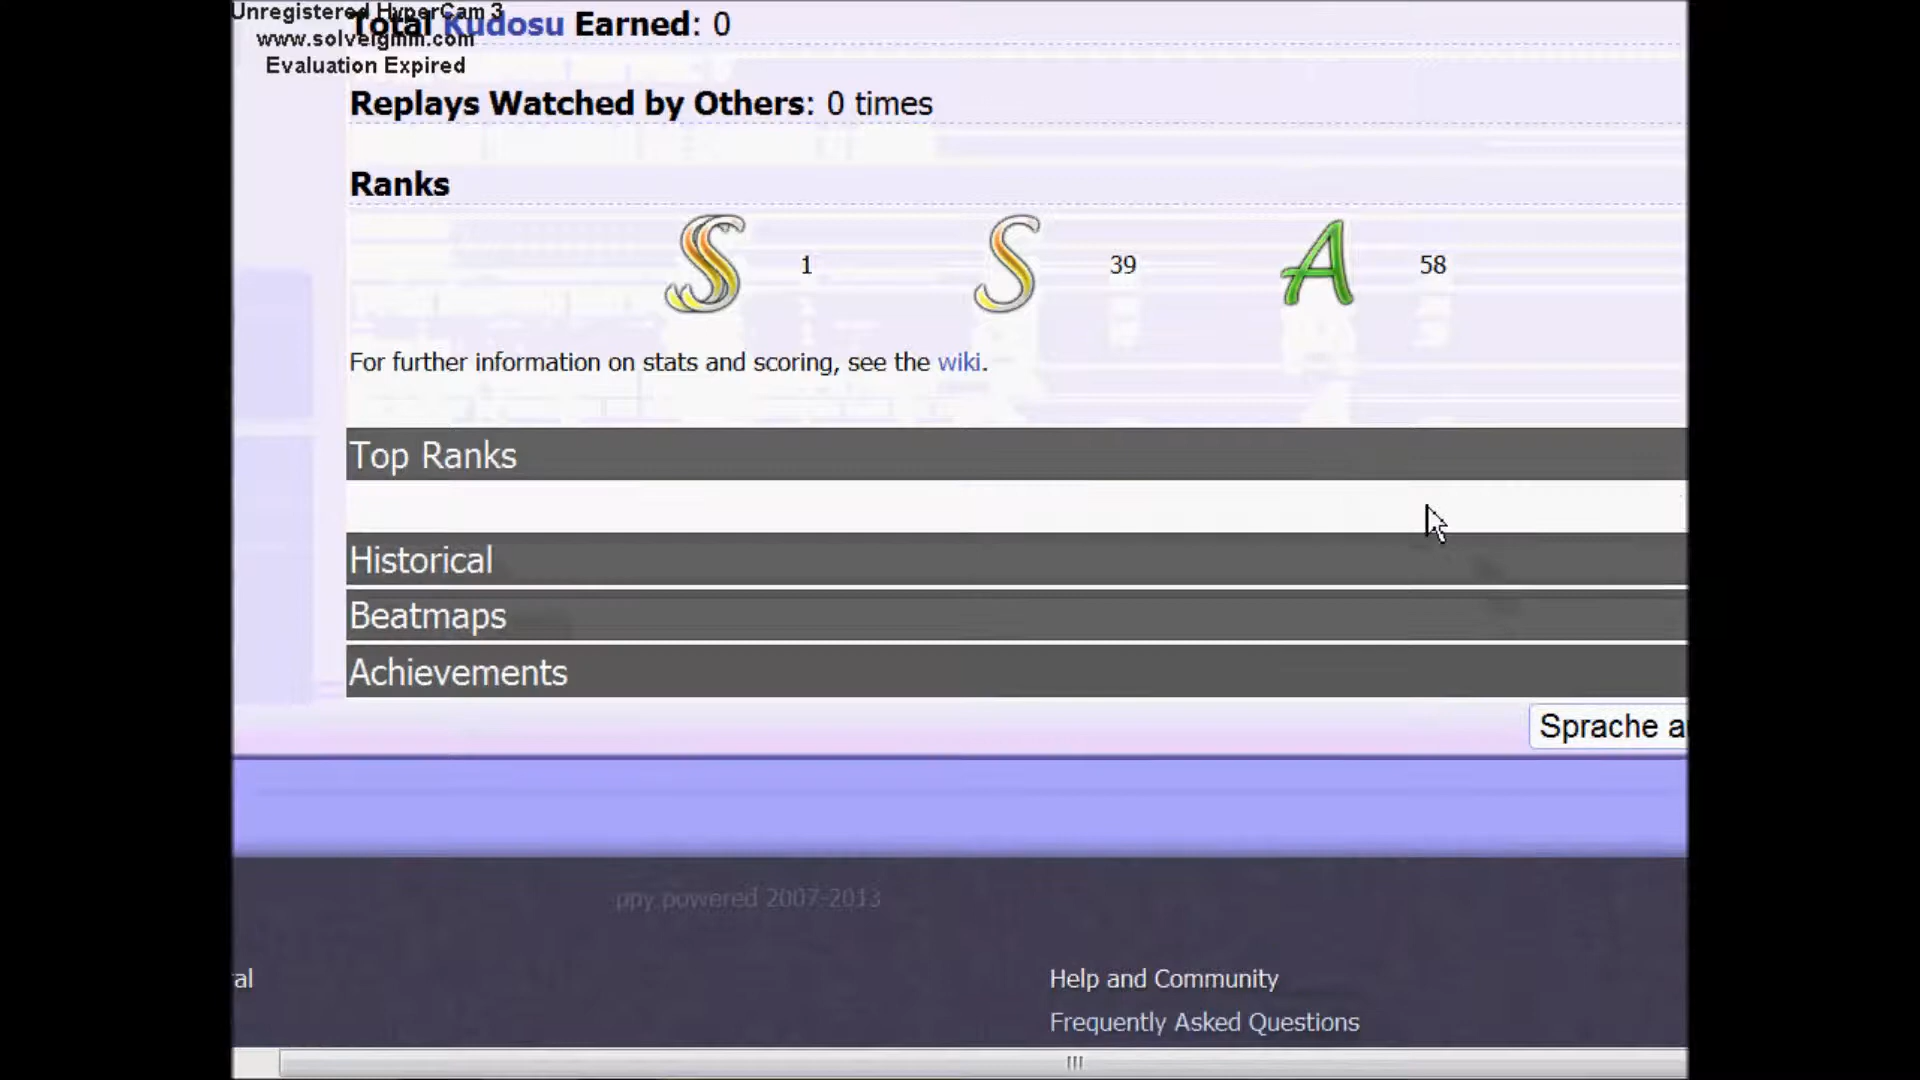 Unregistered HyperCam 3
www.solveigmm.com
Evaluation Expired
Total Kudosu Earned: 0
Replays Watched by Others: 0 times
Ranks
SS 1 S 39 A 58
For further information on stats and scoring, see the wiki.
Top Ranks
Historical
Beatmaps
Achievements
Sprache a
ppy powered 2007-2013
ral
Help and Community
Frequently Asked Questions